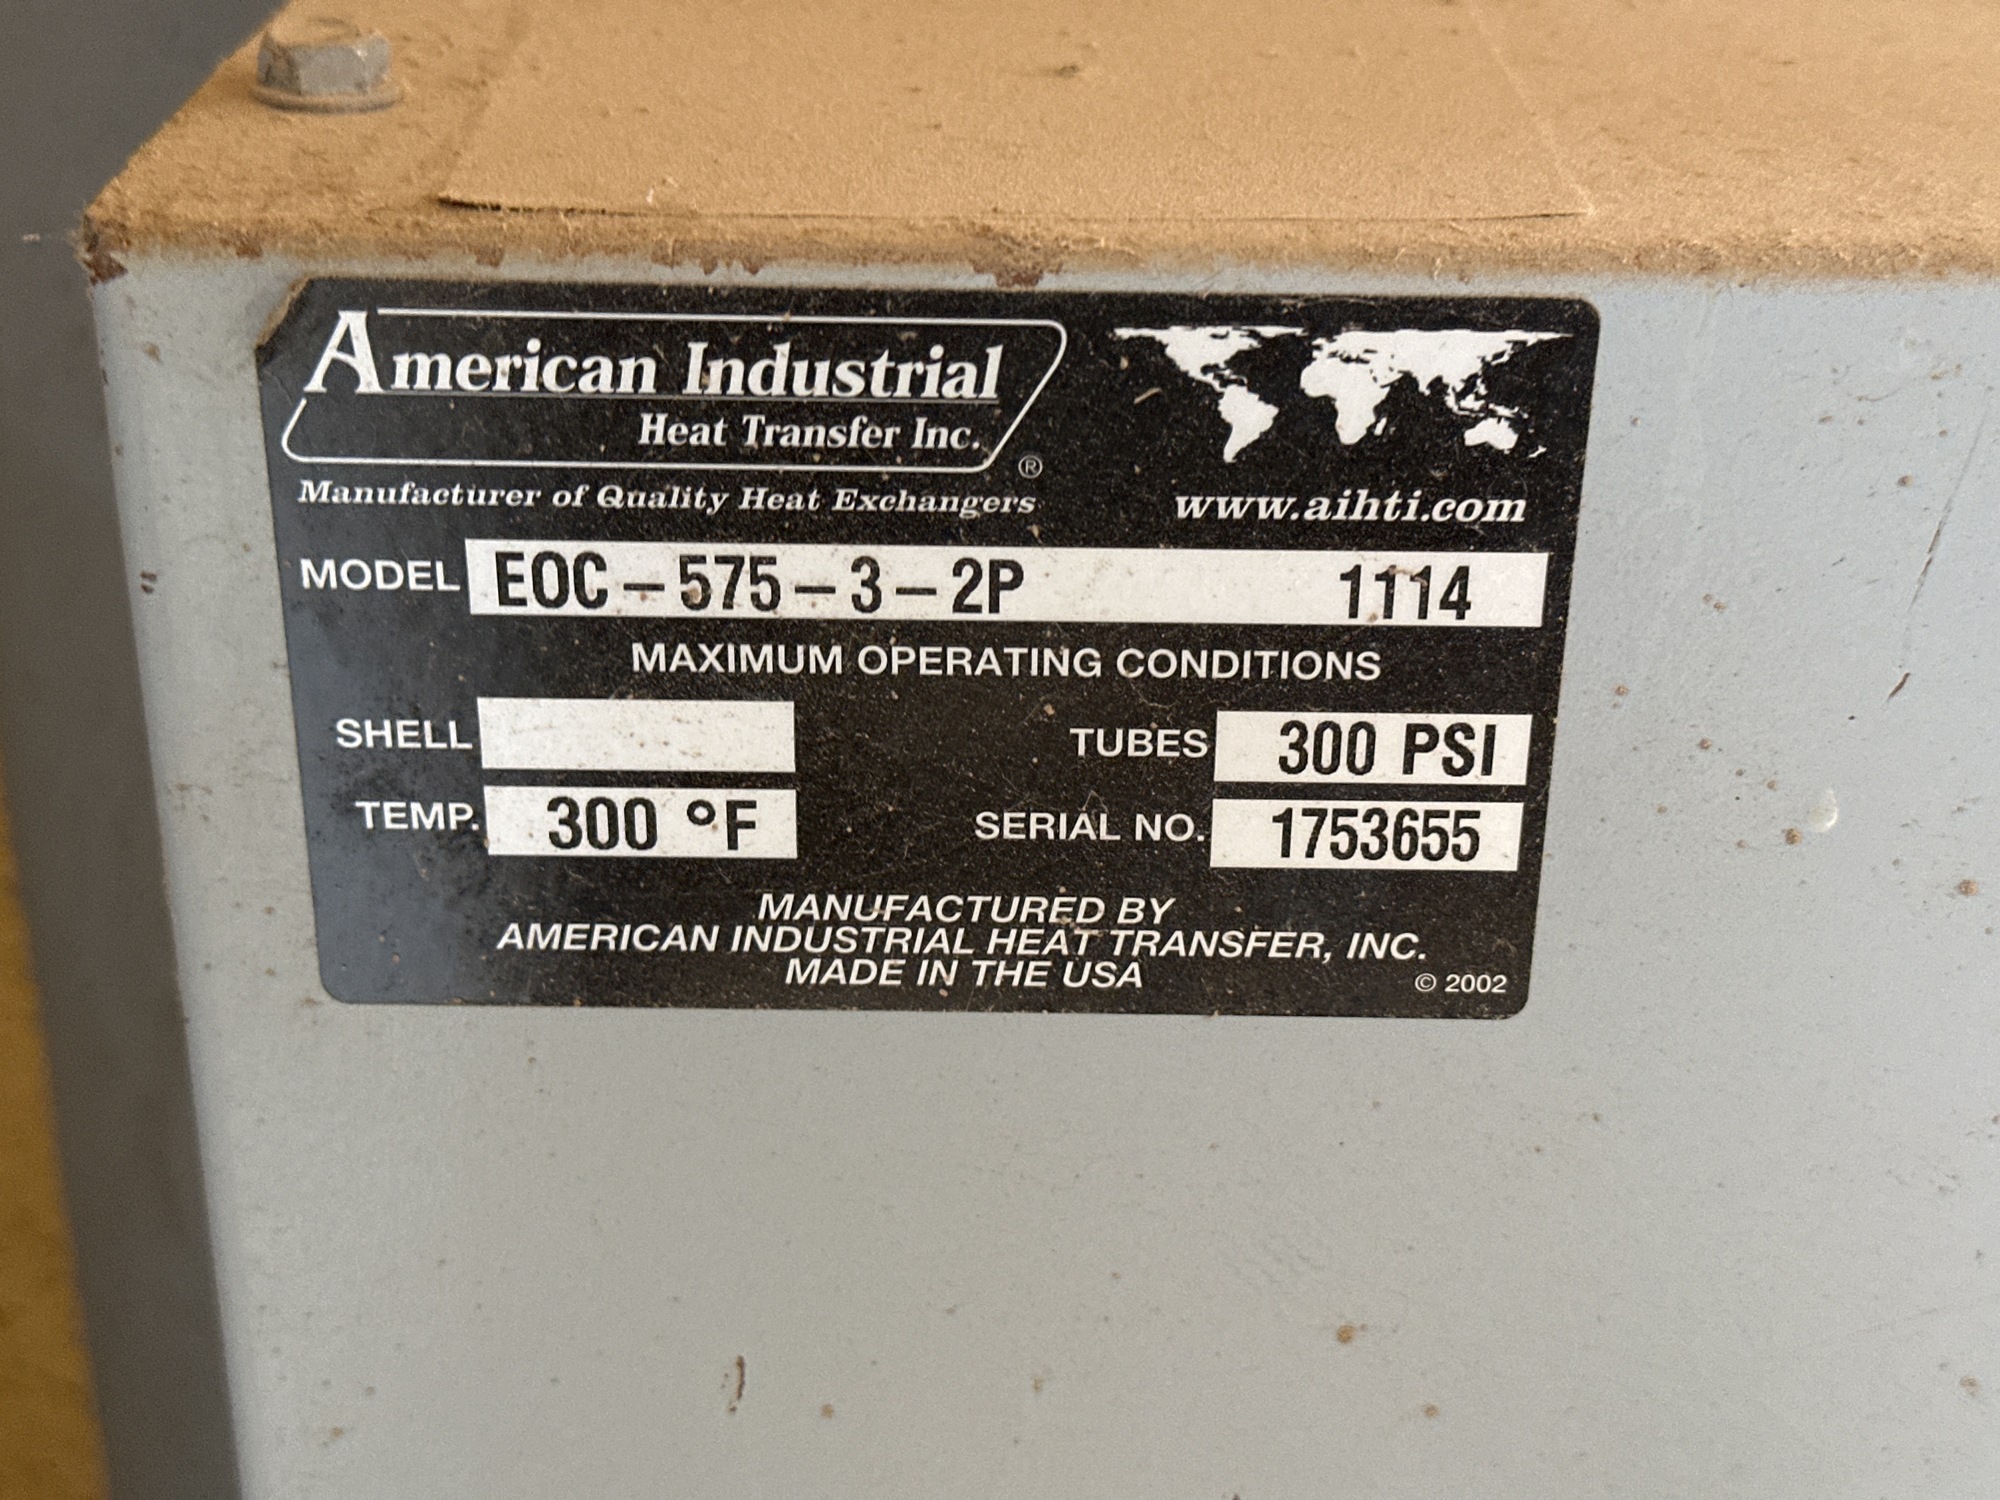 American Industrial
Heat Transfer Inc.
®
Manufacturer of Quality Heat Exchangers
www.aihti.com
MODEL EOC - 575 - 3 - 2P 1114
MAXIMUM OPERATING CONDITIONS
SHELL TUBES 300 PSI
TEMP. 300 °F SERIAL NO. 1753655
MANUFACTURED BY
AMERICAN INDUSTRIAL HEAT TRANSFER, INC.
MADE IN THE USA
© 2002